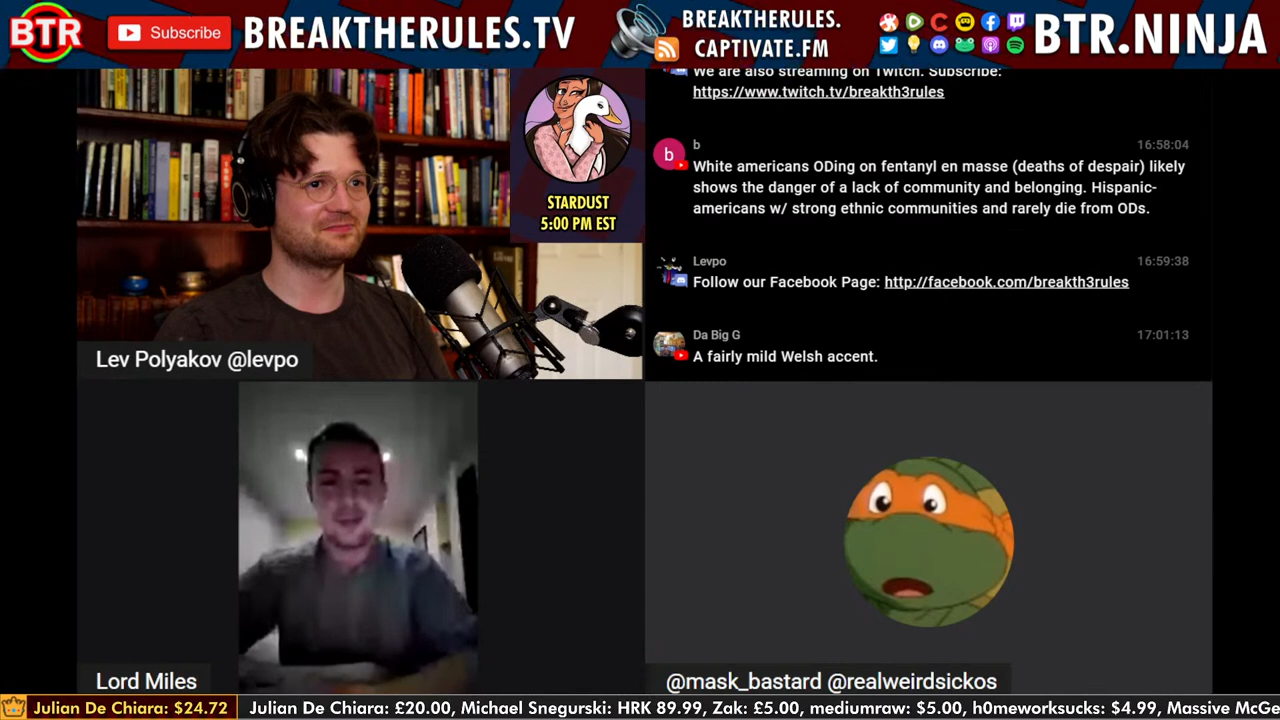 BTR
Subscribe
BREAKTHERULES.TV
BREAKTHERULES.
CAPTIVATE.FM
BTR.NINJA
STARDUST
5:00 PM EST
We are also streaming on Twitch. Subscribe:
https://www.twitch.tv/breakth3rules
b
b
16:58:04
White americans ODing on fentanyl en masse (deaths of despair) likely
shows the danger of a lack of community and belonging. Hispanic-
americans w/ strong ethnic communities and rarely die from ODs.
Levpo
16:59:38
Follow our Facebook Page: http://facebook.com/breakth3rules
Da Big G
17:01:13
A fairly mild Welsh accent.
Lev Polyakov @levpo
Lord Miles
@mask_bastard @realweirdsickos
Julian De Chiara: $24.72
Julian De Chiara: £20.00, Michael Snegurski: HRK 89.99, Zak: £5.00, mediumraw: $5.00, h0meworksucks: $4.99, Massive McGe